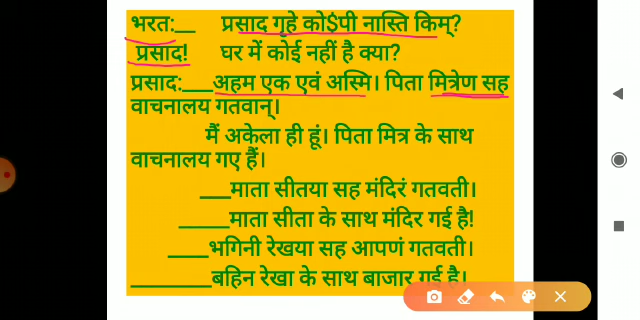 भरत:__ प्रसाद गृहे कोSपी नास्ति किम्?
प्रसाद! घर में कोई नहीं है क्या?
प्रसाद:___अहम एक एवं अस्मि। पिता मित्रेण सह
वाचनालय गतवान्।
मैं अकेला ही हूं। पिता मित्र के साथ
वाचनालय गए हैं।
___माता सीतया सह मंदिरं गतवती।
_____माता सीता के साथ मंदिर गई है!
____भगिनी रेखया सह आपणं गतवती।
________बहिन रेखा के साथ बाजार गई है।